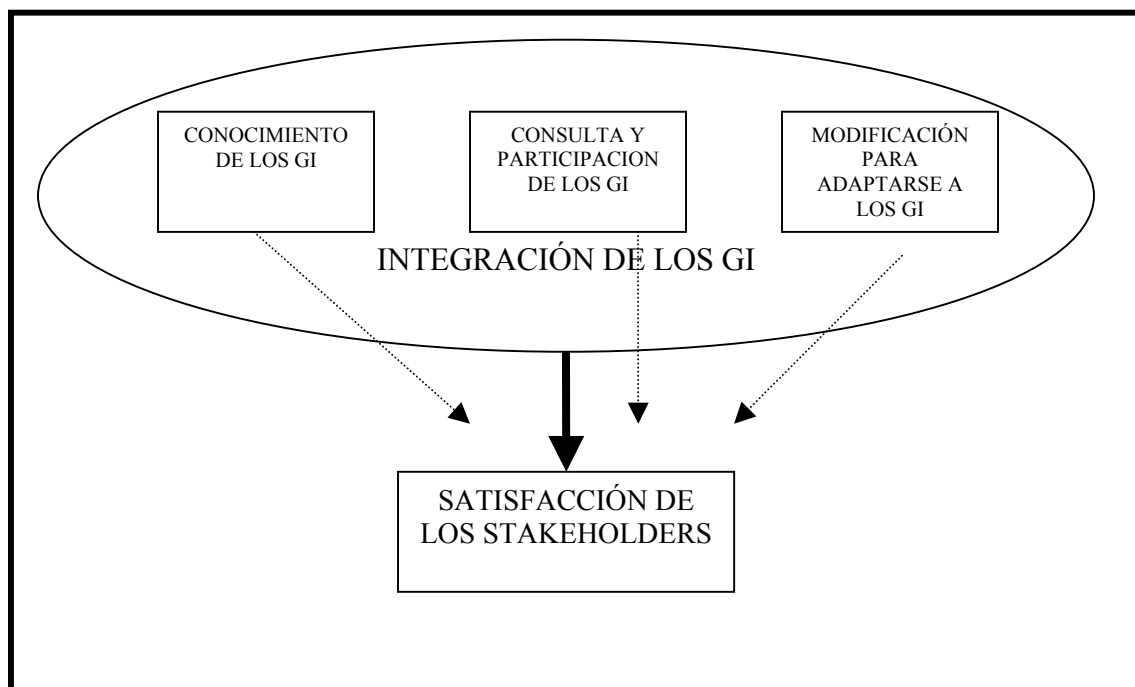 CONOCIMIENTO
DE LOS GI
CONSULTA Y
PARTICIPACION
DE LOS GI
MODIFICACIÓN
PARA
ADAPTARSE A
LOS GI
INTEGRACIÓN DE LOS GI
SATISFACCIÓN DE
LOS STAKEHOLDERS